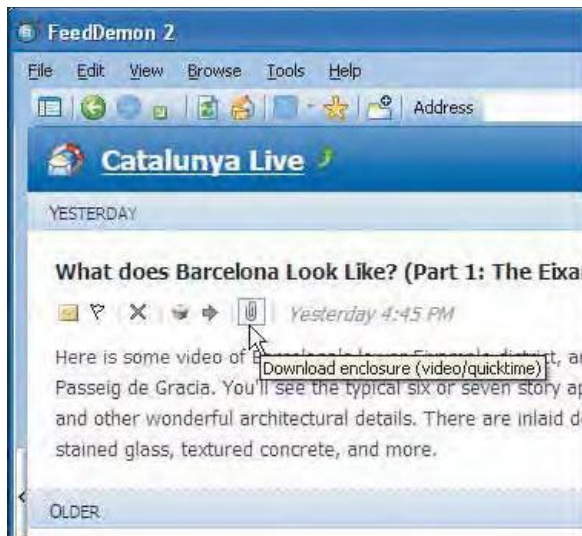 FeedDemon 2
File Edit View Browse Tools Help
Address
Catalunya Live
YESTERDAY
What does Barcelona Look Like? (Part 1: The Eixa
Yesterday 4:45 PM
Here is some video of
Download enclosure (video/quicktime)
Passeig de Gracia. You'll see the typical six or seven story ap
and other wonderful architectural details. There are inlaid d
stained glass, textured concrete, and more.
OLDER